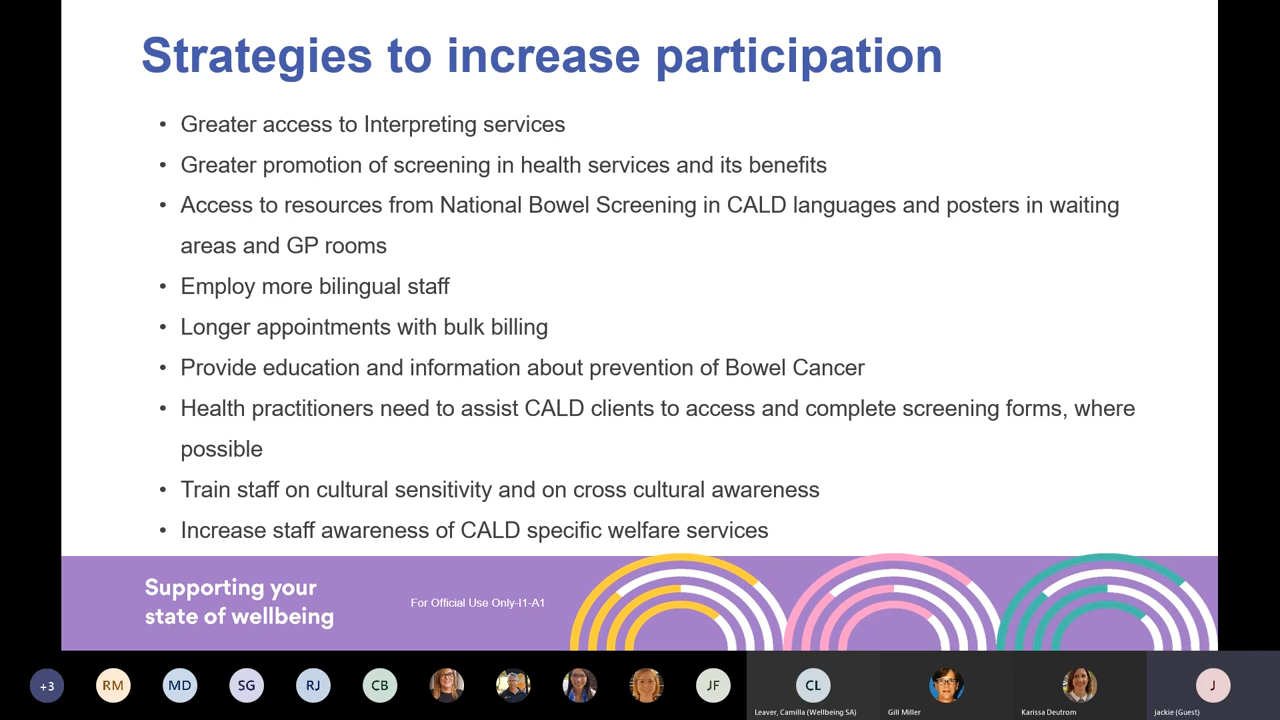 Strategies to increase participation
• Greater access to Interpreting services
• Greater promotion of screening in health services and its benefits
• Access to resources from National Bowel Screening in CALD languages and posters in waiting
areas and GP rooms
• Employ more bilingual staff
• Longer appointments with bulk billing
• Provide education and information about prevention of Bowel Cancer
• Health practitioners need to assist CALD clients to access and complete screening forms, where
possible
• Train staff on cultural sensitivity and on cross cultural awareness
• Increase staff awareness of CALD specific welfare services
Supporting your
state of wellbeing
For Official Use Only-I1-A1
+3 RM MD SG RJ CB JF CL J
Leaver, Camilla (Wellbeing SA) Gill Miller Karissa Deutrom jackie (Guest)